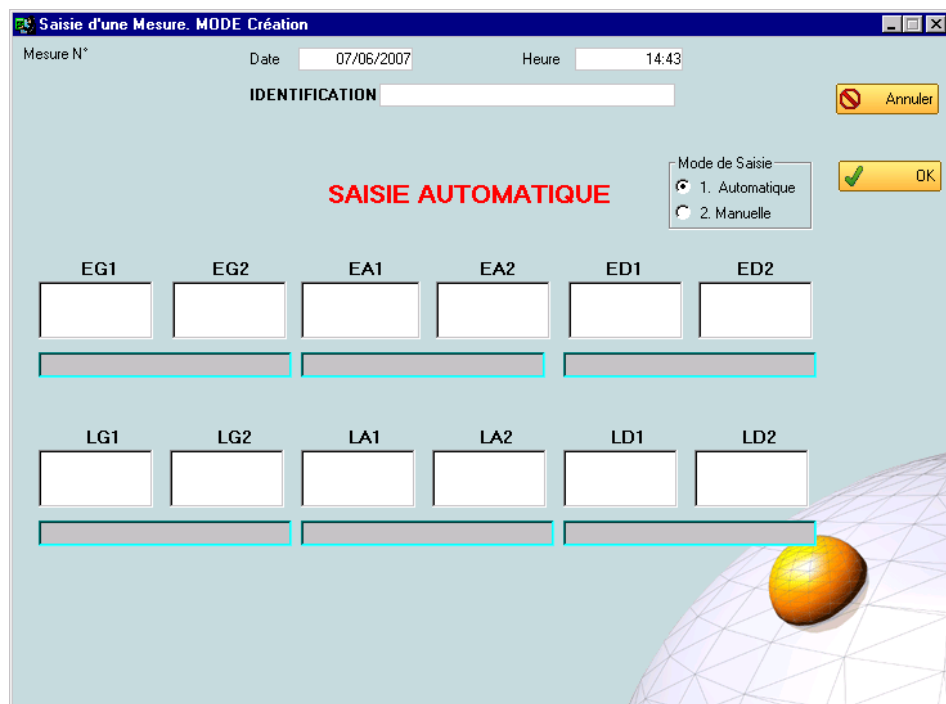 Saisie d'une Mesure. MODE Création
Mesure N°
Date 07/06/2007 Heure 14:43
IDENTIFICATION
Annuler
Mode de Saisie
OK
1. Automatique
SAISIE AUTOMATIQUE
2. Manuelle
EG1 EG2 EA1 EA2 ED1 ED2
LG1 LG2 LA1 LA2 LD1 LD2